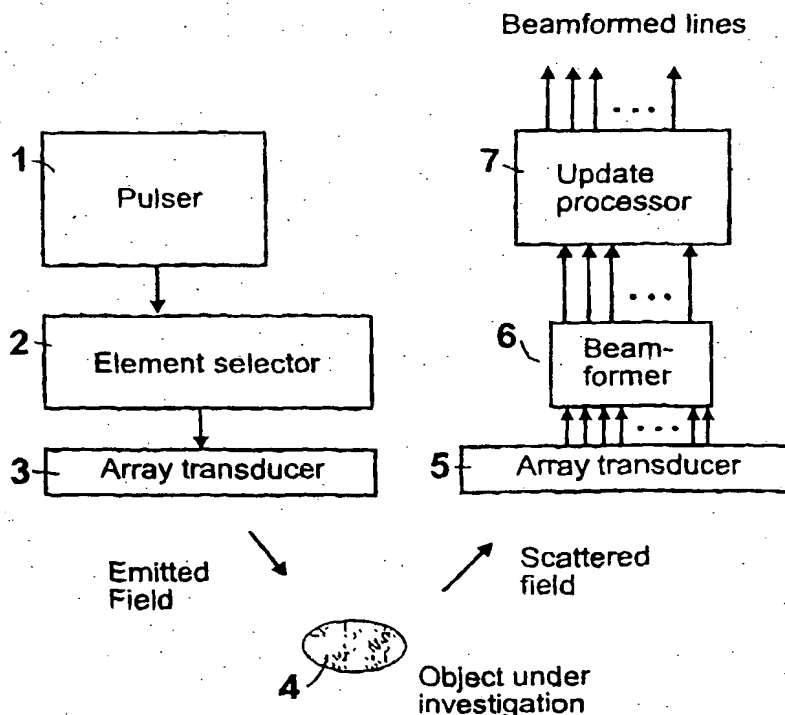 Beamformed lines
1
Pulser
7
Update
processor
2
Element selector
6
Beam-
former
3
Array transducer
5
Array transducer
Emitted
Field
Scattered
field
4
Object under
investigation